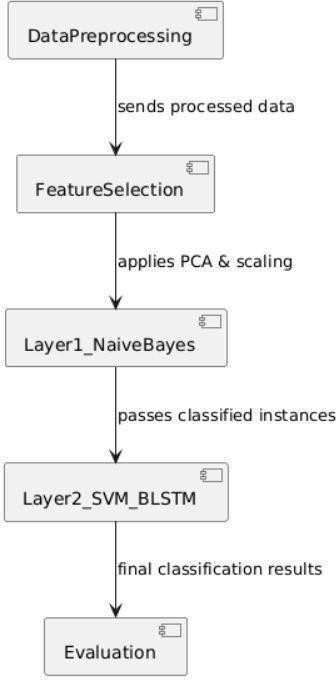 DataPreprocessing
sends processed data
FeatureSelection
applies PCA & scaling
Layer1_NaiveBayes
passes classified instances
Layer2_SVM_BLSTM
final classification results
Evaluation